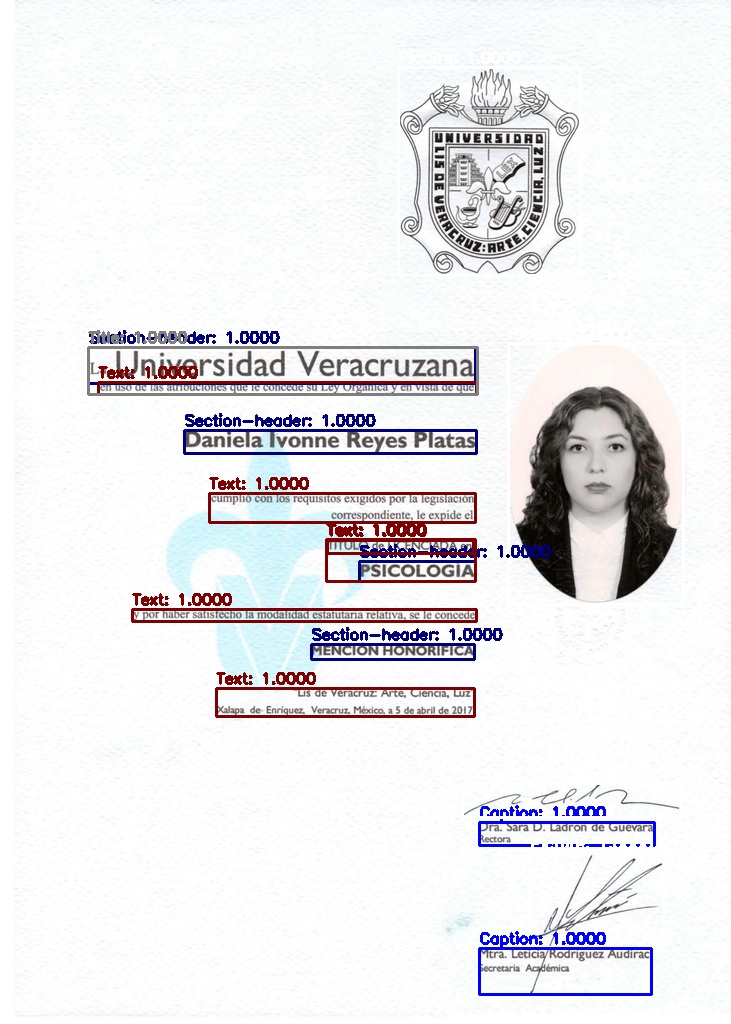 1.0000
UNIVERSIDAD
LIS DE VERACRUZ: ARTE, CIENCIA, LUZ
LUX
Section-header: 1.0000
Universidad Veracruzana
Text: 1.0000
en uso de las atribuciones que le concede su Ley Orgánica y en vista de que
Section-header: 1.0000
Daniela Ivonne Reyes Platas
Text: 1.0000
cumplió con los requisitos exigidos por la legislación
correspondiente, le expide el
Text: 1.0000
TÍTULO de LICENCIADA en
Section-header: 1.0000
PSICOLOGÍA
Text: 1.0000
y por haber satisfecho la modalidad estatutaria relativa, se le concede
Section-header: 1.0000
MENCIÓN HONORÍFICA
Text: 1.0000
"Lis de Veracruz: Arte, Ciencia, Luz"
Xalapa de Enríquez, Veracruz, México, a 5 de abril de 2017
Caption: 1.0000
Dra. Sara D. Ladrón de Guevara
Rectora
Caption: 1.0000
Mtra. Leticia Rodríguez Audirac
Secretaria Académica